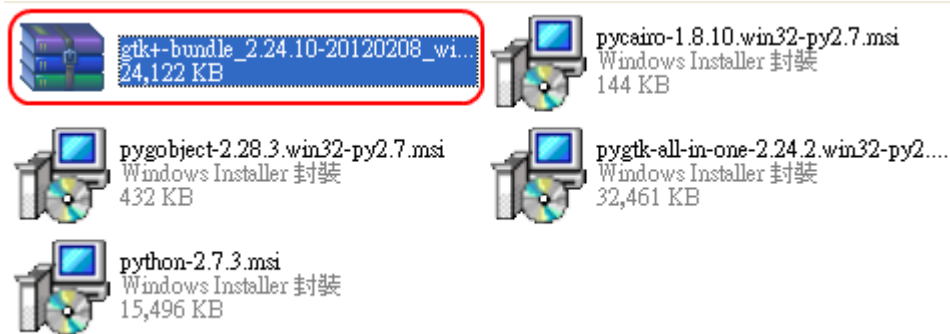 gtk+-bundle_2.24.10-20120208_wi...
24,122 KB
pycairo-1.8.10.win32-py2.7.msi
Windows Installer 封裝
144 KB
pygobject-2.28.3.win32-py2.7.msi
Windows Installer 封裝
432 KB
pygtk-all-in-one-2.24.2.win32-py2....
Windows Installer 封裝
32,461 KB
python-2.7.3.msi
Windows Installer 封裝
15,496 KB